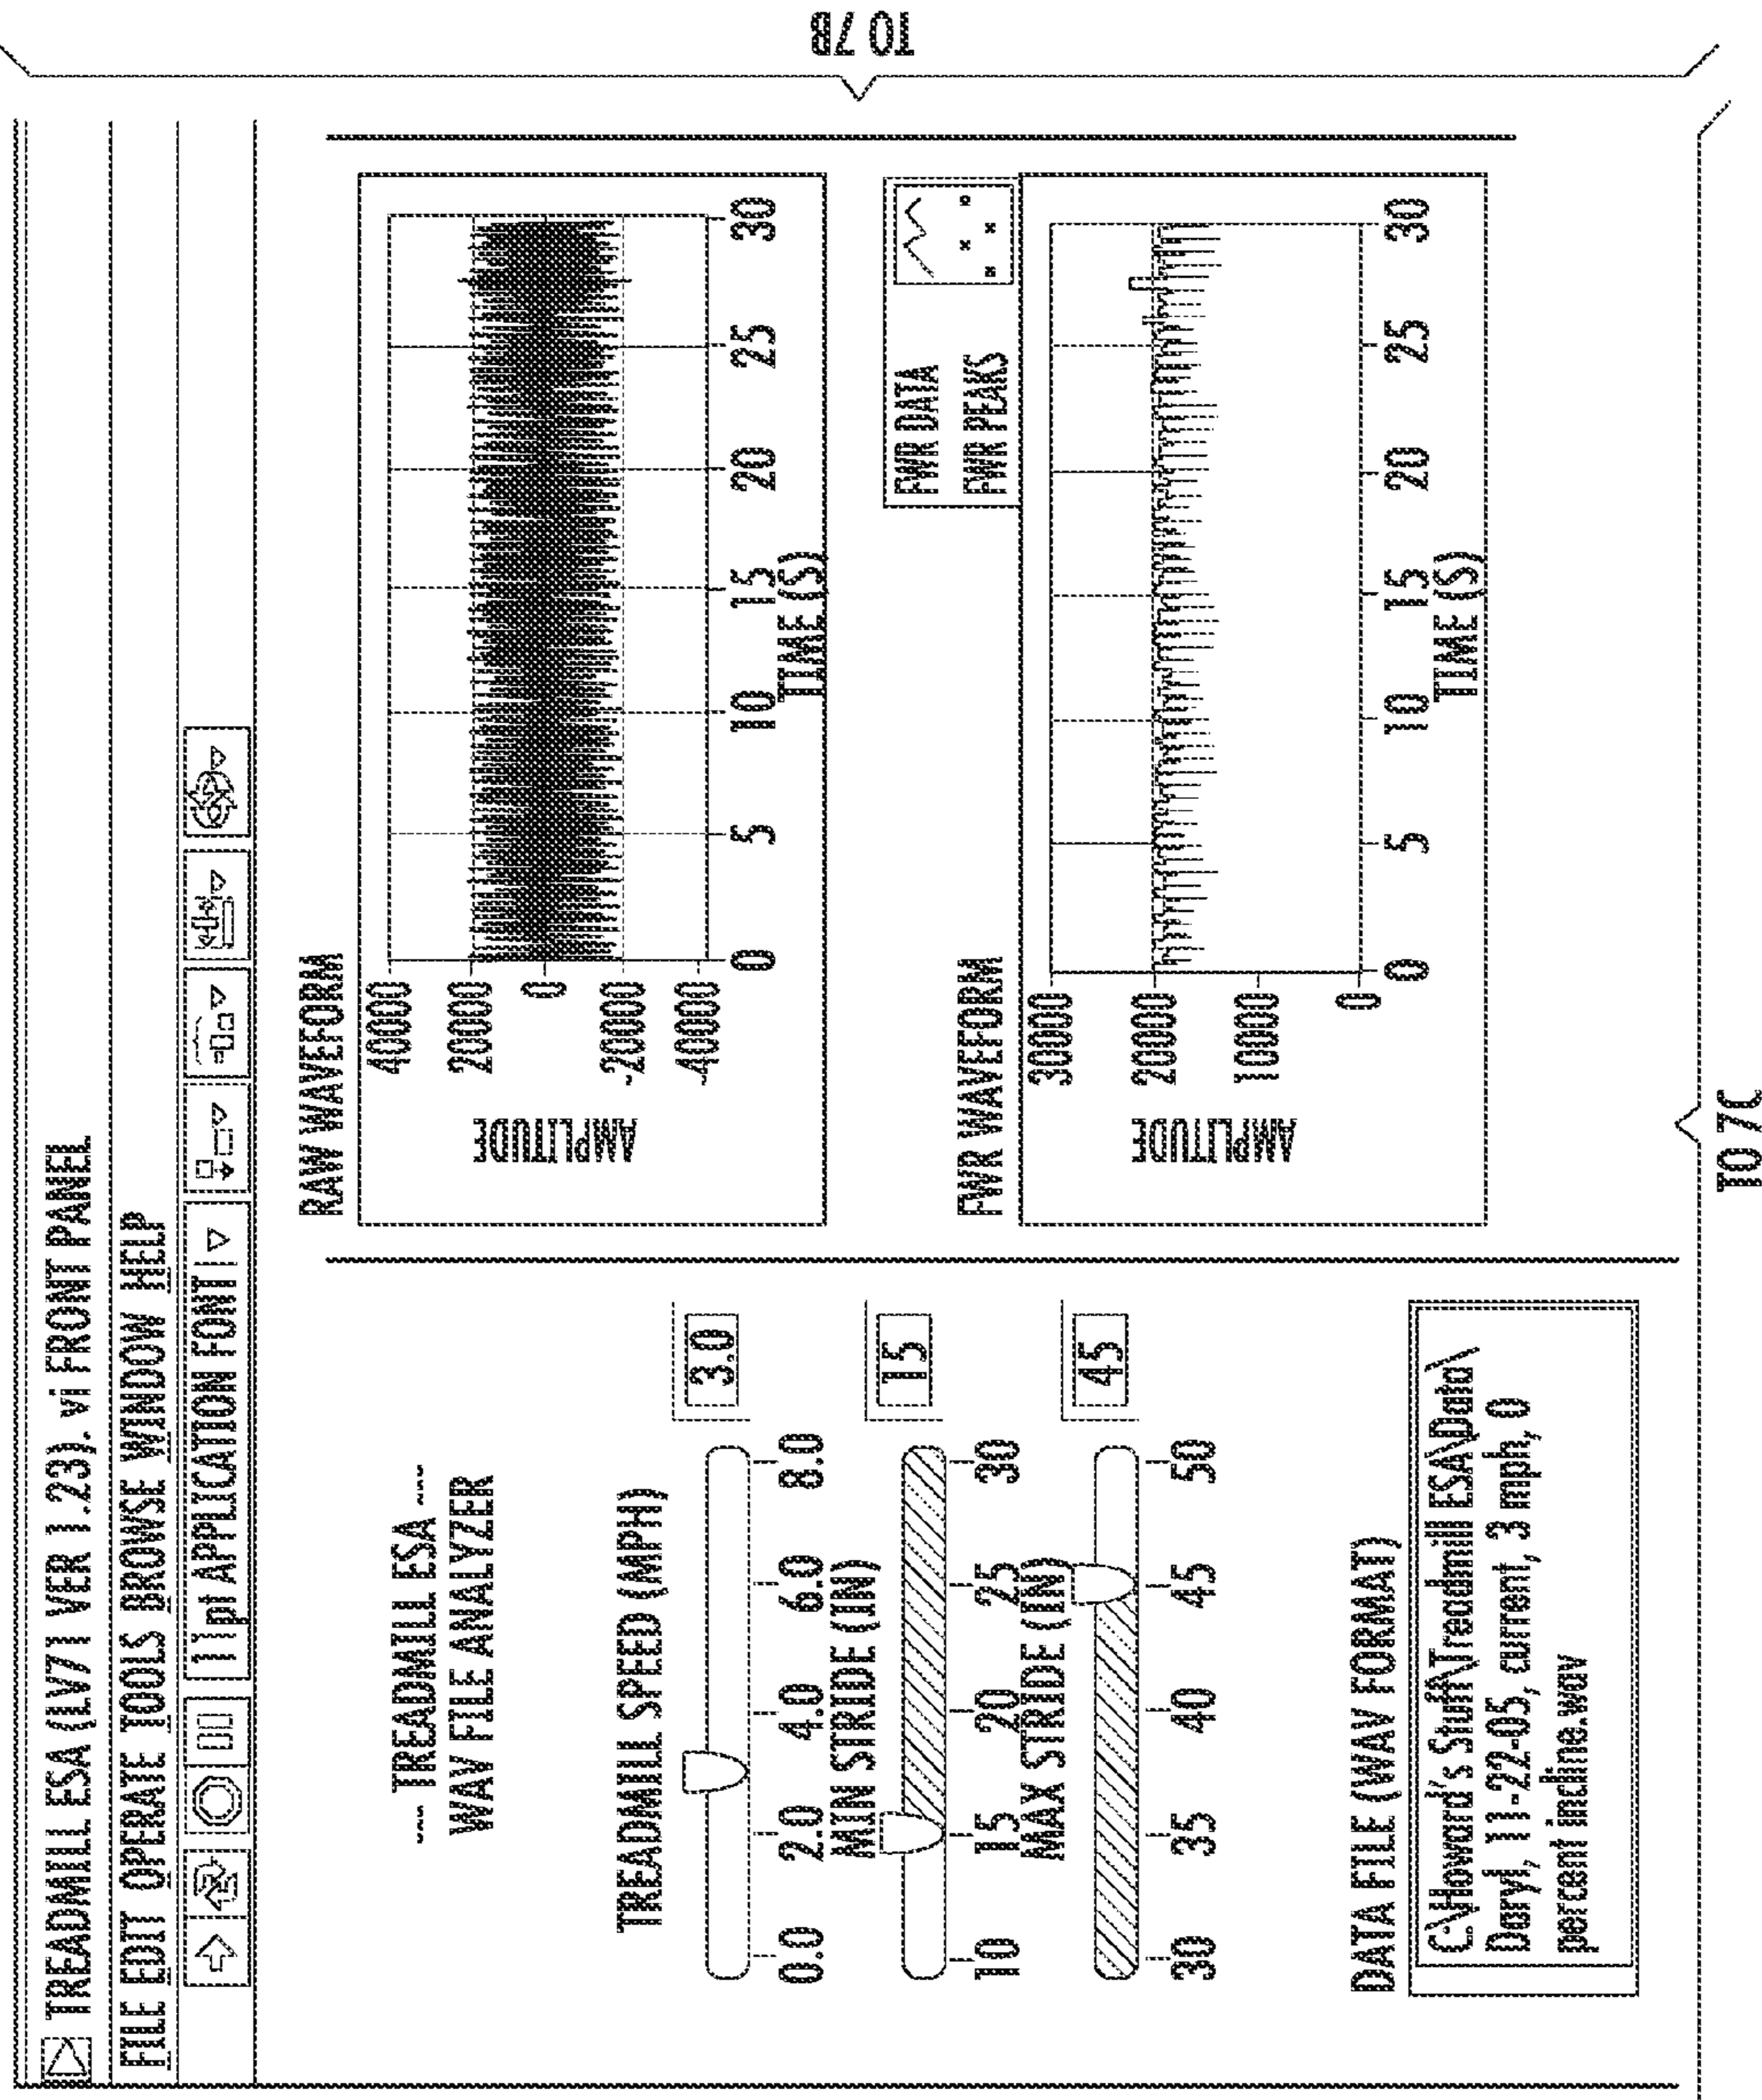 TREADMILL ESA (LV71 VER 1.23). vi FRONT PANEL
FILE EDIT OPERATE TOOLS BROWSE WINDOW HELP
11pt APPLICATION FONT
TREADMILL ESA
WAV FILE ANALYZER
TREADMILL SPEED (MPH)
3.0
0.0 2.0 4.0 6.0 8.0
MIN STRIDE (IN)
15
10 15 20 25 30
MAX STRIDE (IN)
45
30 35 40 45 50
DATA FILE (WAV FORMAT)
C:\Howard's Stuff\Treadmill ESA\Data\
Daryl, 11-22-05, current, 3 mph, 0
percent incline.wav
RAW WAVEFORM
AMPLITUDE
40000
20000
0
-20000
-40000
0 5 10 15 20 25 30
TIME (S)
FWR DATA
FWR PEAKS
FWR WAVEFORM
AMPLITUDE
30000
20000
10000
0
0 5 10 15 20 25 30
TIME (S)
TO 7B
TO 7C